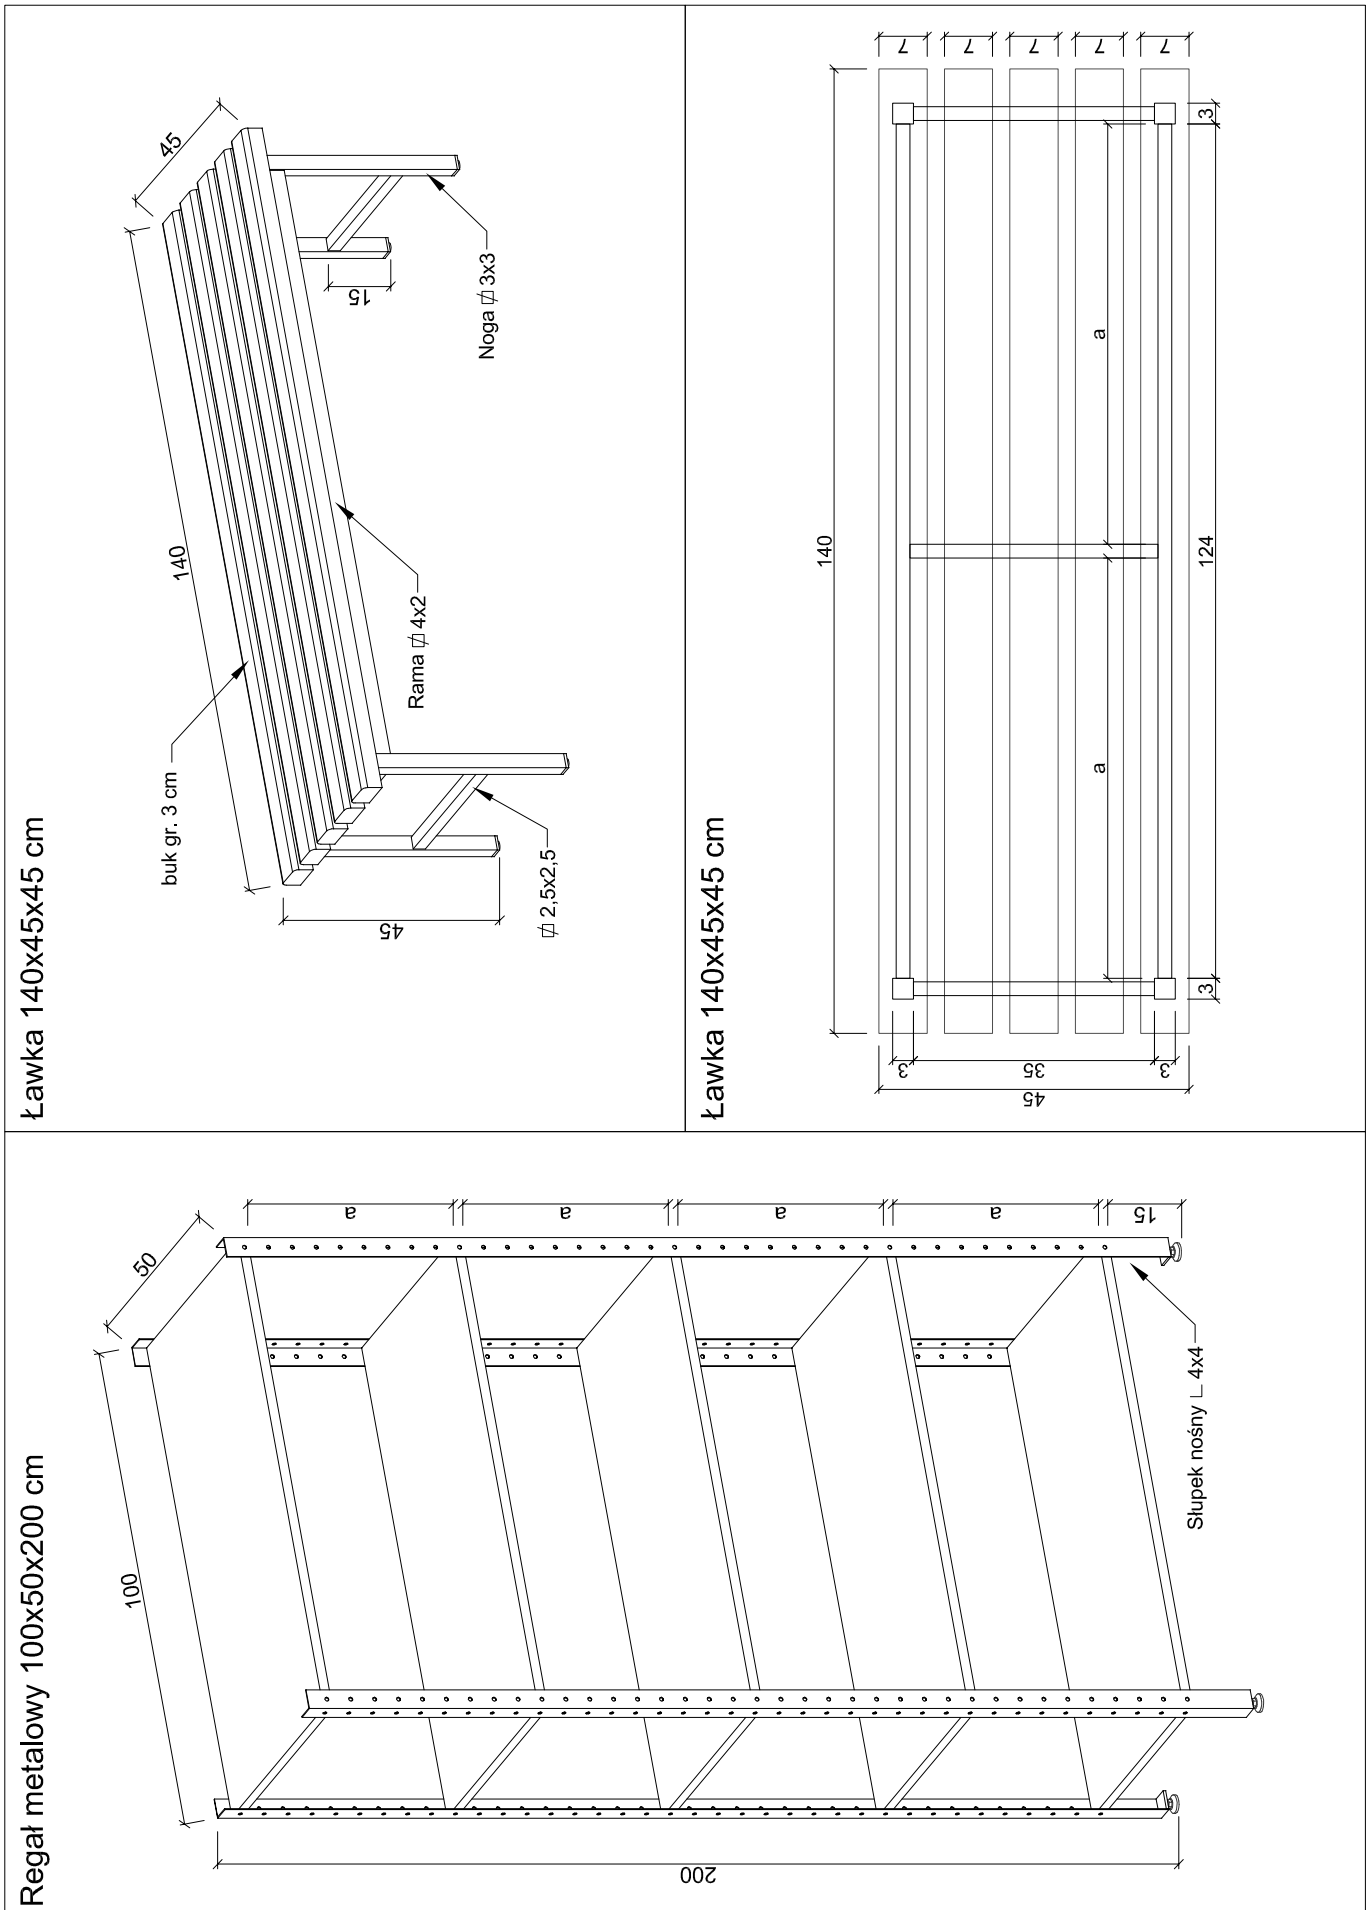 Regał metalowy 100x50x200 cm
100
50
200
a
a
a
a
15
Słupek nośny ∟ 4x4
Ławka 140x45x45 cm
buk gr. 3 cm
140
45
45
15
Rama ⌷ 4x2
Noga ⌷ 3x3
⌷ 2,5x2,5
Ławka 140x45x45 cm
140
7
7
7
7
7
45
3
35
3
a
a
3
124
3